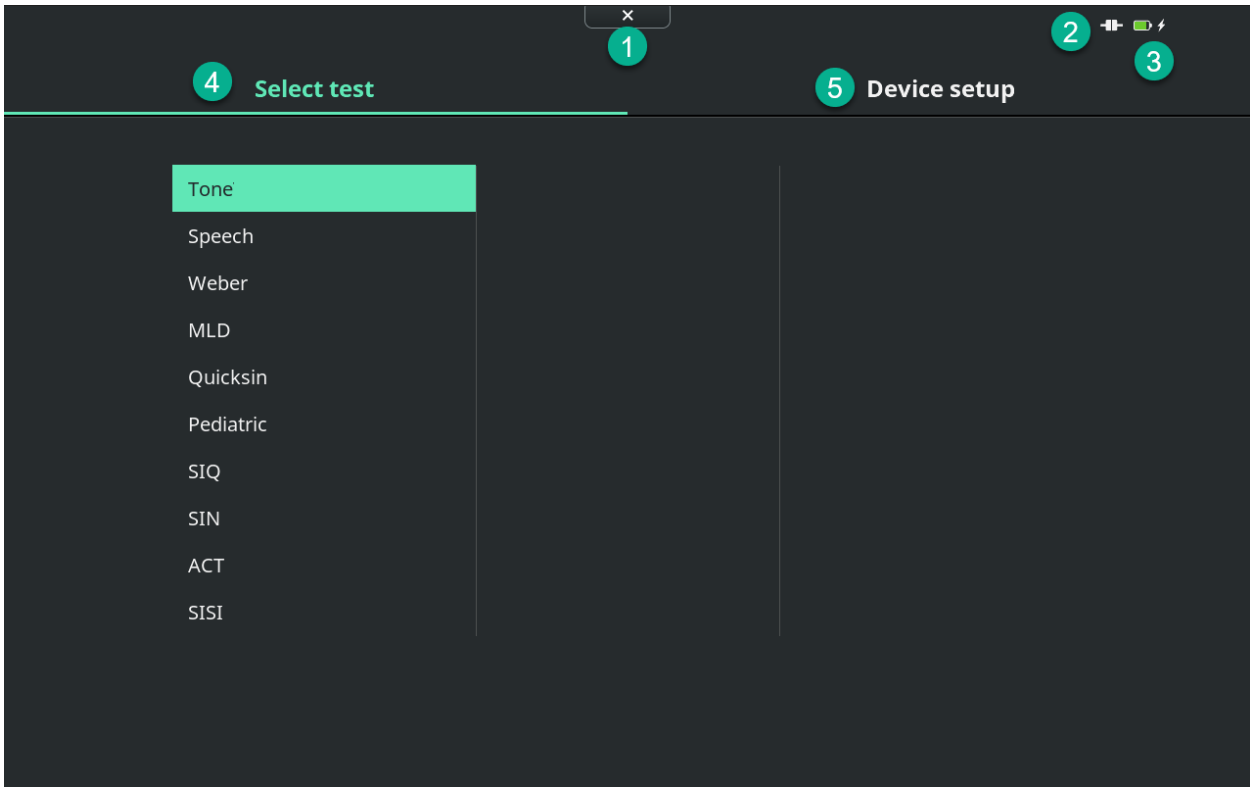 ×
1
2
3
4 Select test
5 Device setup
Tone
Speech
Weber
MLD
Quicksin
Pediatric
SIQ
SIN
ACT
SISI